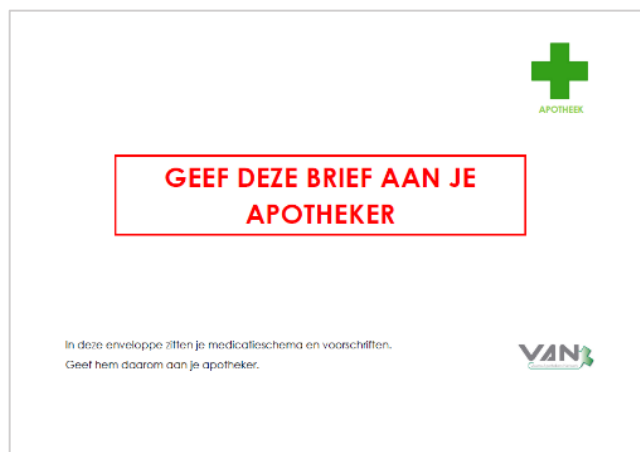 APOTHEEK
GEEF DEZE BRIEF AAN JE
APOTHEKER
In deze enveloppe zitten je medicatieschema en voorschriften.
Geef hem daarom aan je apotheker.
VAN